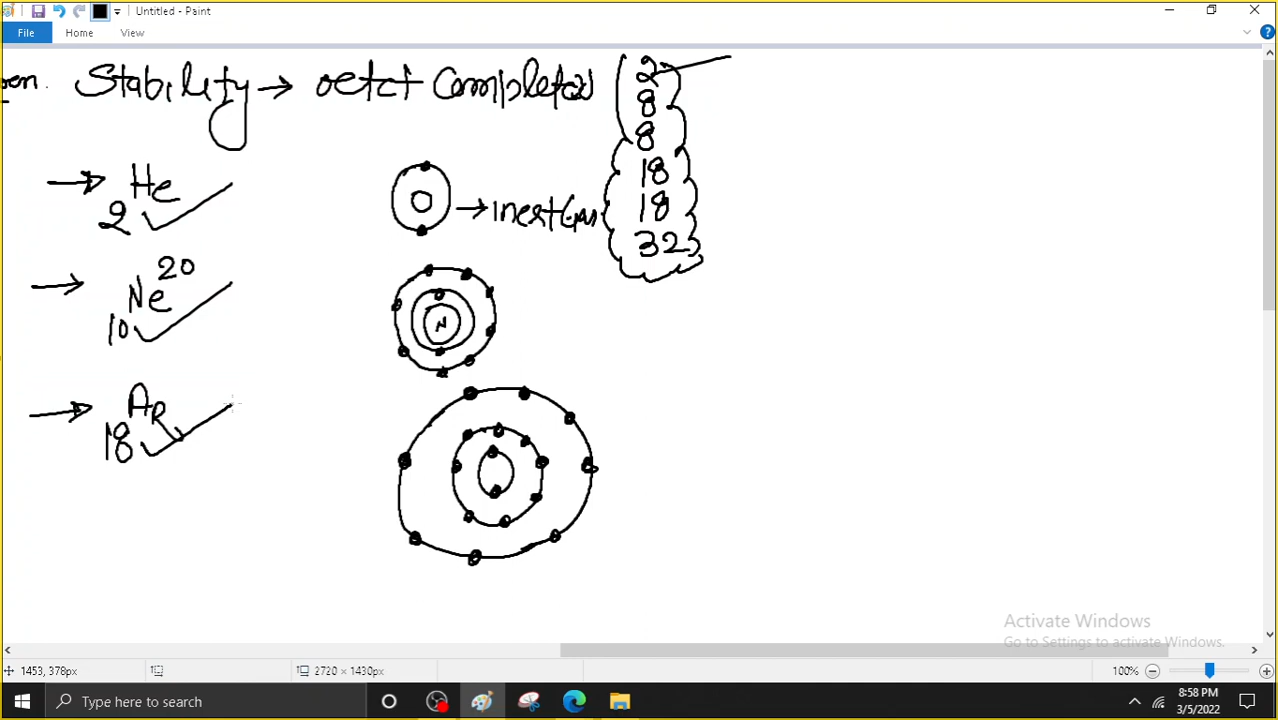 Untitled - Paint
File Home View
Stability → octet Completed
2
8
8
18
18
32
He
2
→ inert Gas
Ne 20
10
N
AR
18
Activate Windows
Go to Settings to activate Windows.
1453, 378px
2720 × 1430px
100%
Type here to search
8:58 PM
3/5/2022